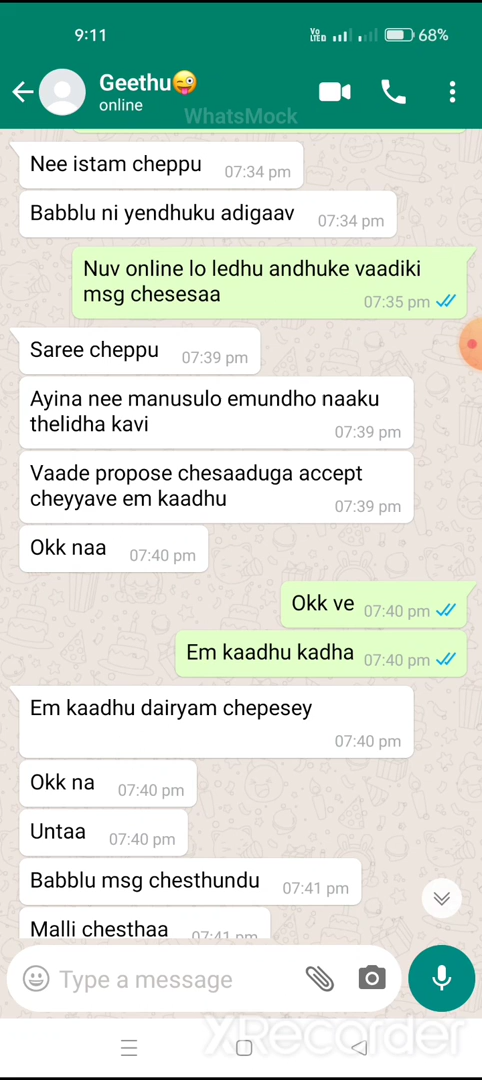 9:11
Vo LTED
68%
Geethu😜
online
WhatsMock
Nee istam cheppu 07:34 pm
Babblu ni yendhuku adigaav 07:34 pm
Nuv online lo ledhu andhuke vaadiki
msg chesesaa 07:35 pm
Saree cheppu 07:39 pm
Ayina nee manusulo emundho naaku
thelidha kavi 07:39 pm
Vaade propose chesaaduga accept
cheyyave em kaadhu 07:39 pm
Okk naa 07:40 pm
Okk ve 07:40 pm
Em kaadhu kadha 07:40 pm
Em kaadhu dairyam chepesey
07:40 pm
Okk na 07:40 pm
Untaa 07:40 pm
Babblu msg chesthundu 07:41 pm
Malli chesthaa 07:41 pm
Type a message
XRecorder